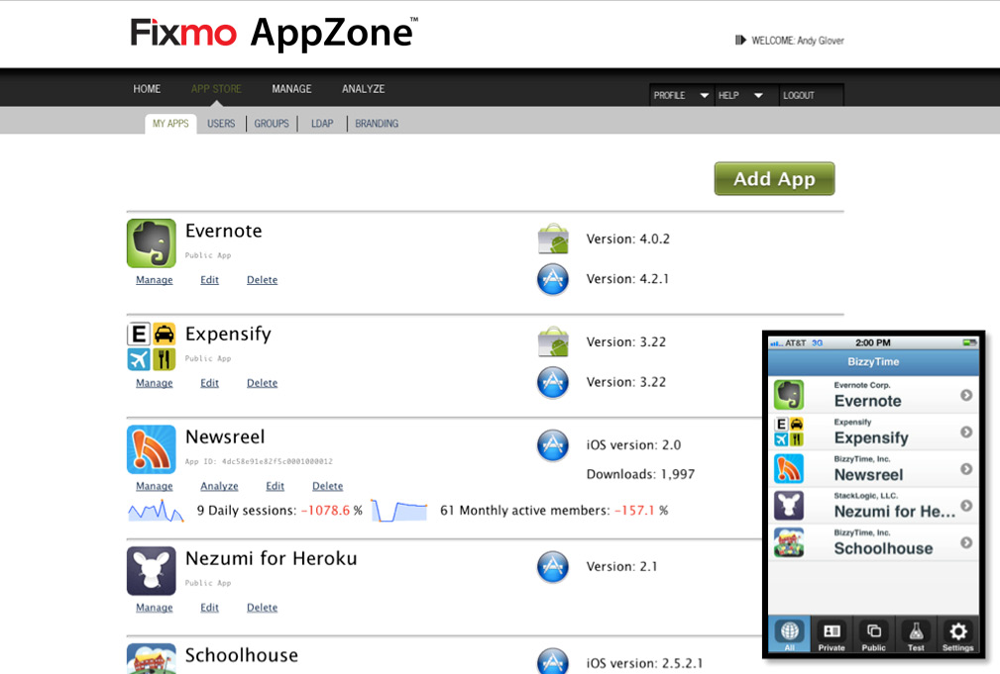 Fixmo AppZone™
WELCOME: Andy Glover
HOME APP STORE MANAGE ANALYZE
PROFILE HELP LOGOUT
MY APPS USERS GROUPS LDAP BRANDING
Add App
Evernote
Public App
Manage Edit Delete
Version: 4.0.2
Version: 4.2.1
Expensify
Public App
Manage Edit Delete
Version: 3.22
Version: 3.22
E
Newsreel
App ID: 4dc58e91e82f5c0001000012
Manage Analyze Edit Delete
iOS version: 2.0
Downloads: 1,997
9 Daily sessions: -1078.6 %
61 Monthly active members: -157.1 %
Nezumi for Heroku
Public App
Manage Edit Delete
Version: 2.1
Schoolhouse
iOS version: 2.5.2.1
AT&T 3G 2:00 PM
BizzyTime
Evernote Corp.
Evernote
Expensify
Expensify
E
BizzyTime, Inc.
Newsreel
StackLogic, LLC.
Nezumi for He...
BizzyTime, Inc.
Schoolhouse
All Private Public Test Settings